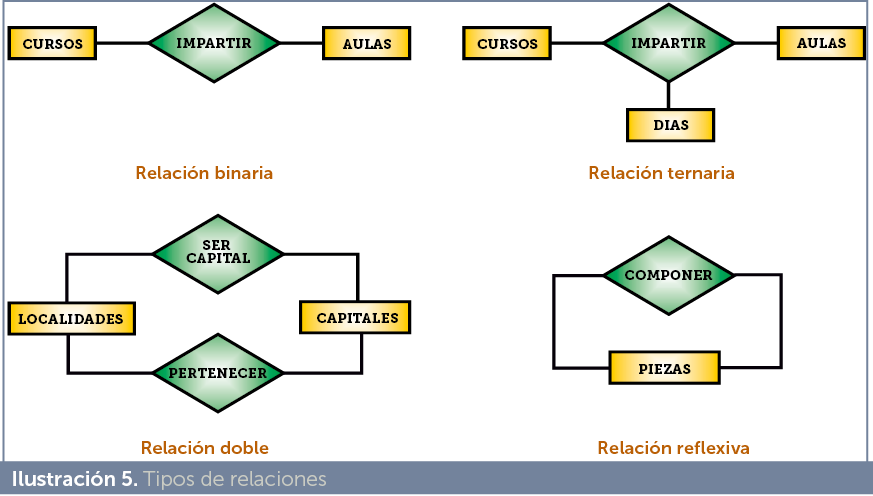 CURSOS
IMPARTIR
AULAS
Relación binaria
CURSOS
IMPARTIR
AULAS
DIAS
Relación ternaria
SER
CAPITAL
LOCALIDADES
CAPITALES
PERTENECER
Relación doble
COMPONER
PIEZAS
Relación reflexiva
Ilustración 5. Tipos de relaciones